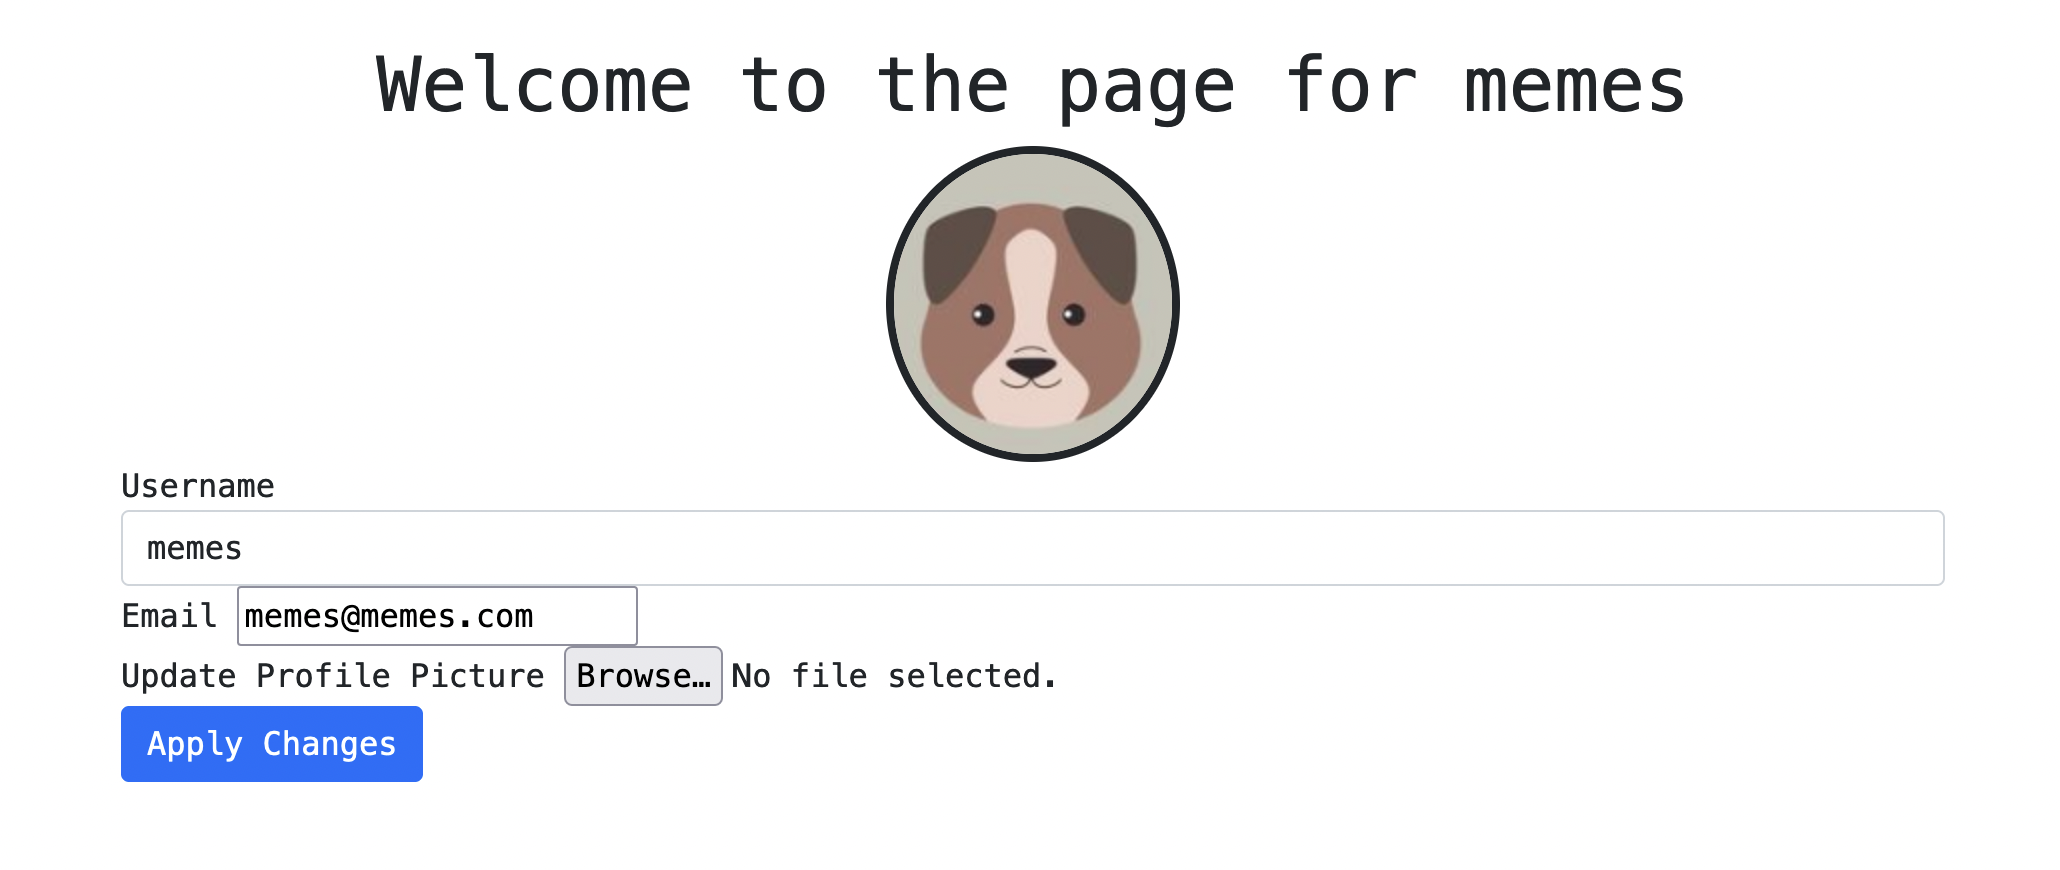 Welcome to the page for memes
Username
memes
Email memes@memes.com
Update Profile Picture Browse… No file selected.
Apply Changes